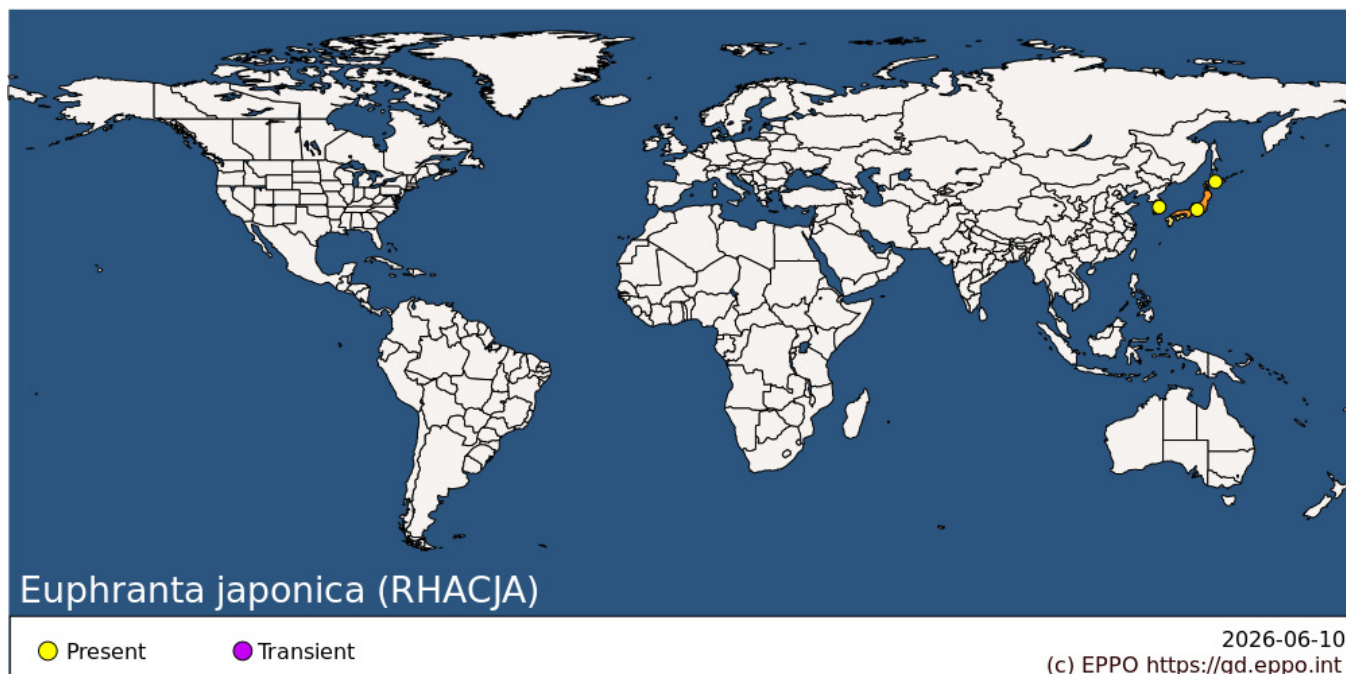 Euphranta japonica (RHACJA)
Present
Transient
2026-06-10
(c) EPPO https://gd.eppo.int